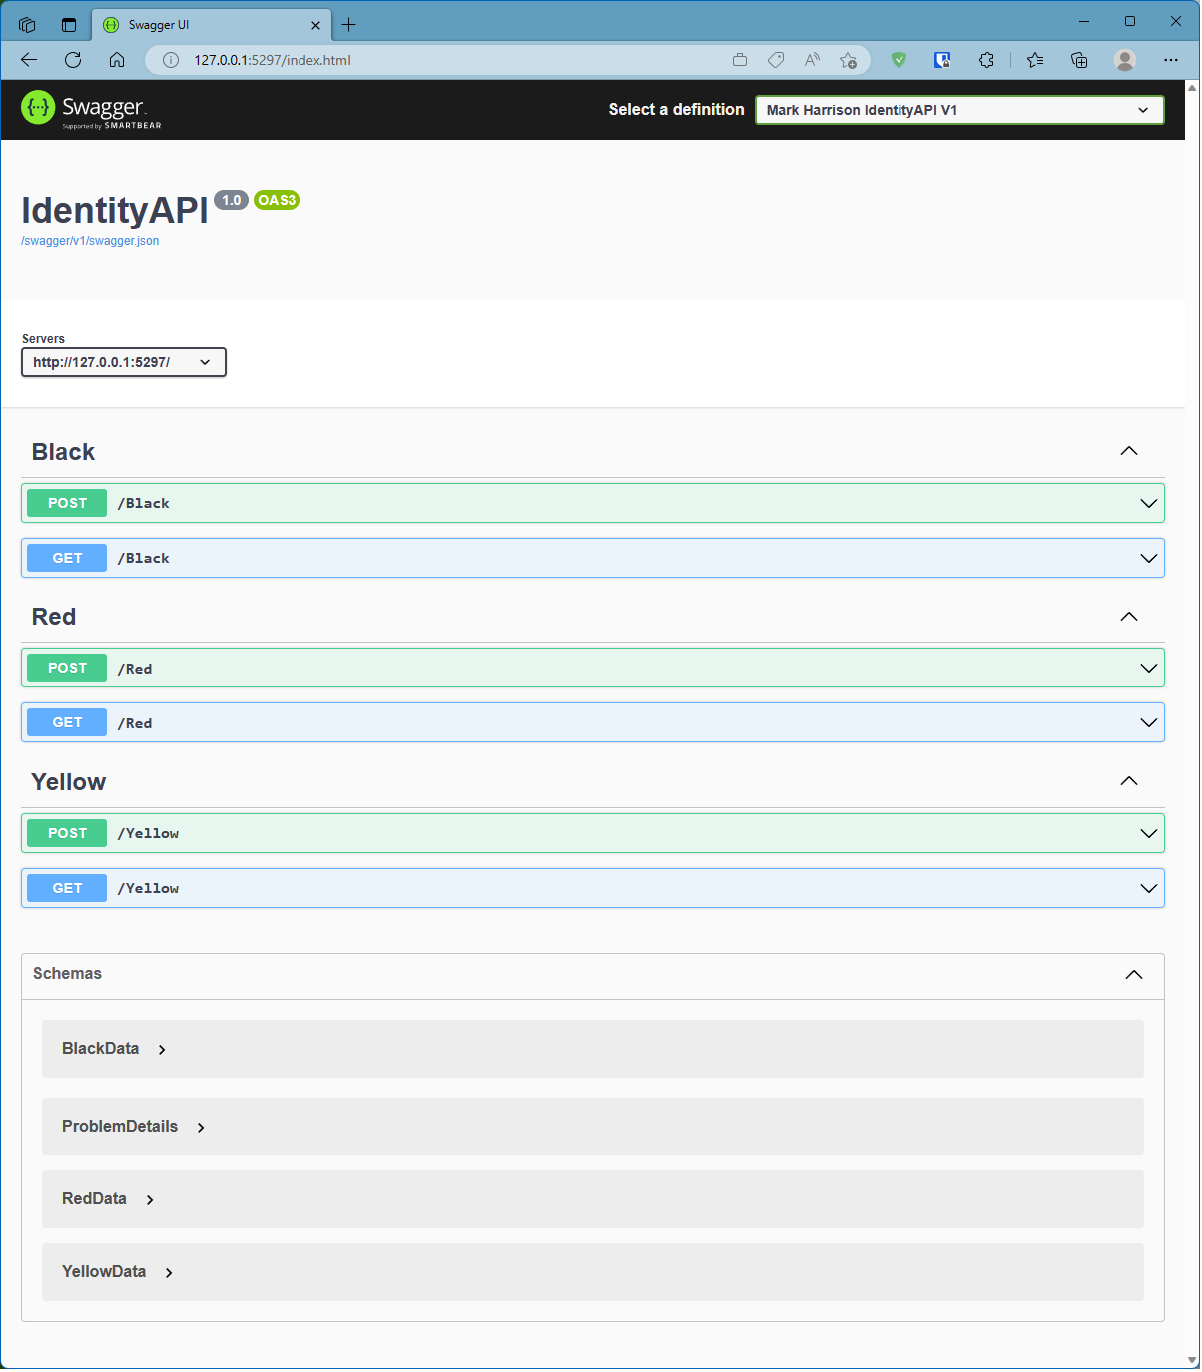 Swagger UI
127.0.0.1:5297/index.html
Swagger
Supported by SMARTBEAR
Select a definition
Mark Harrison IdentityAPI V1
IdentityAPI 1.0 OAS3
/swagger/v1/swagger.json
Servers
http://127.0.0.1:5297/
Black
POST /Black
GET /Black
Red
POST /Red
GET /Red
Yellow
POST /Yellow
GET /Yellow
Schemas
BlackData
ProblemDetails
RedData
YellowData